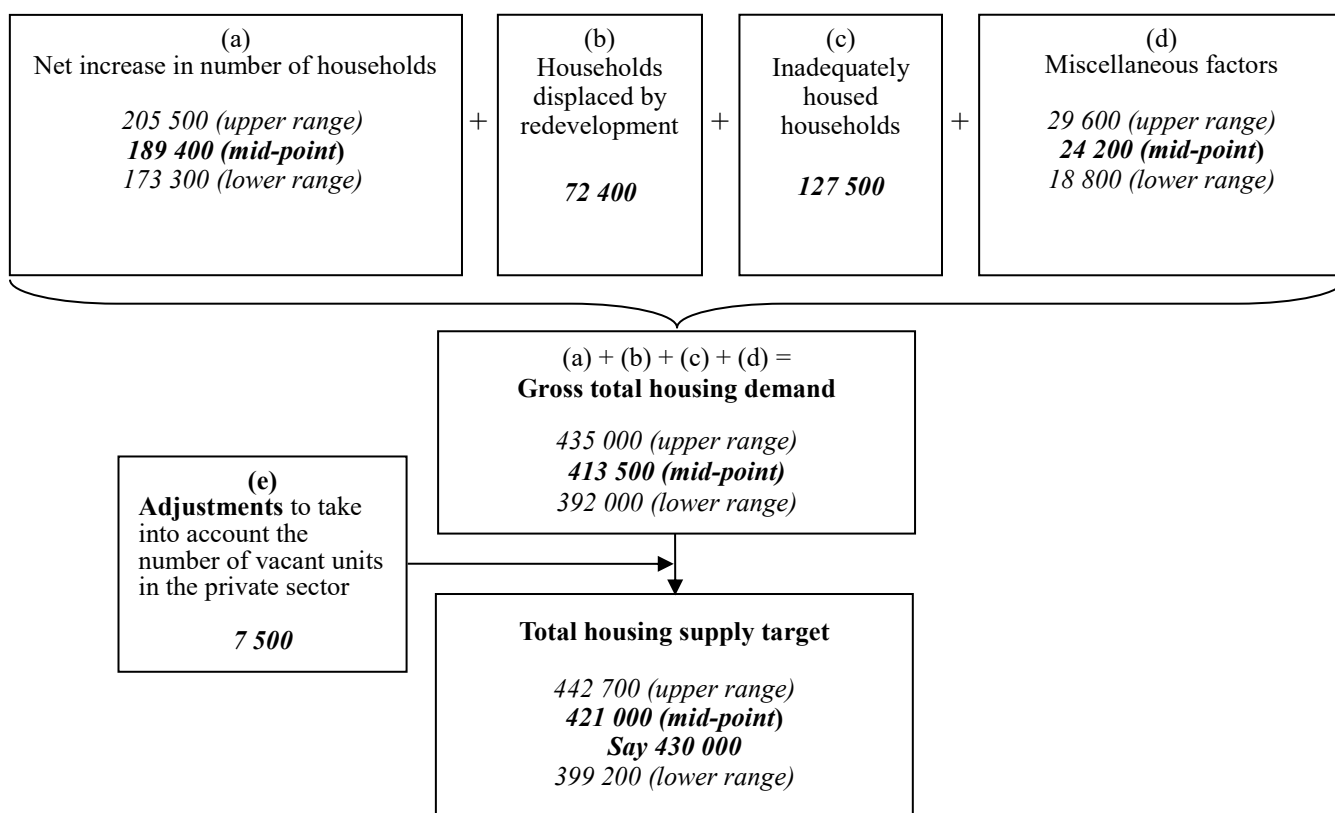 (a)
Net increase in number of households
205 500 (upper range)
189 400 (mid-point)
173 300 (lower range)
+
(b)
Households
displaced by
redevelopment
72 400
+
(c)
Inadequately
housed
households
127 500
+
(d)
Miscellaneous factors
29 600 (upper range)
24 200 (mid-point)
18 800 (lower range)
(a) + (b) + (c) + (d) =
Gross total housing demand
435 000 (upper range)
413 500 (mid-point)
392 000 (lower range)
(e)
Adjustments to take
into account the
number of vacant units
in the private sector
7 500
Total housing supply target
442 700 (upper range)
421 000 (mid-point)
Say 430 000
399 200 (lower range)